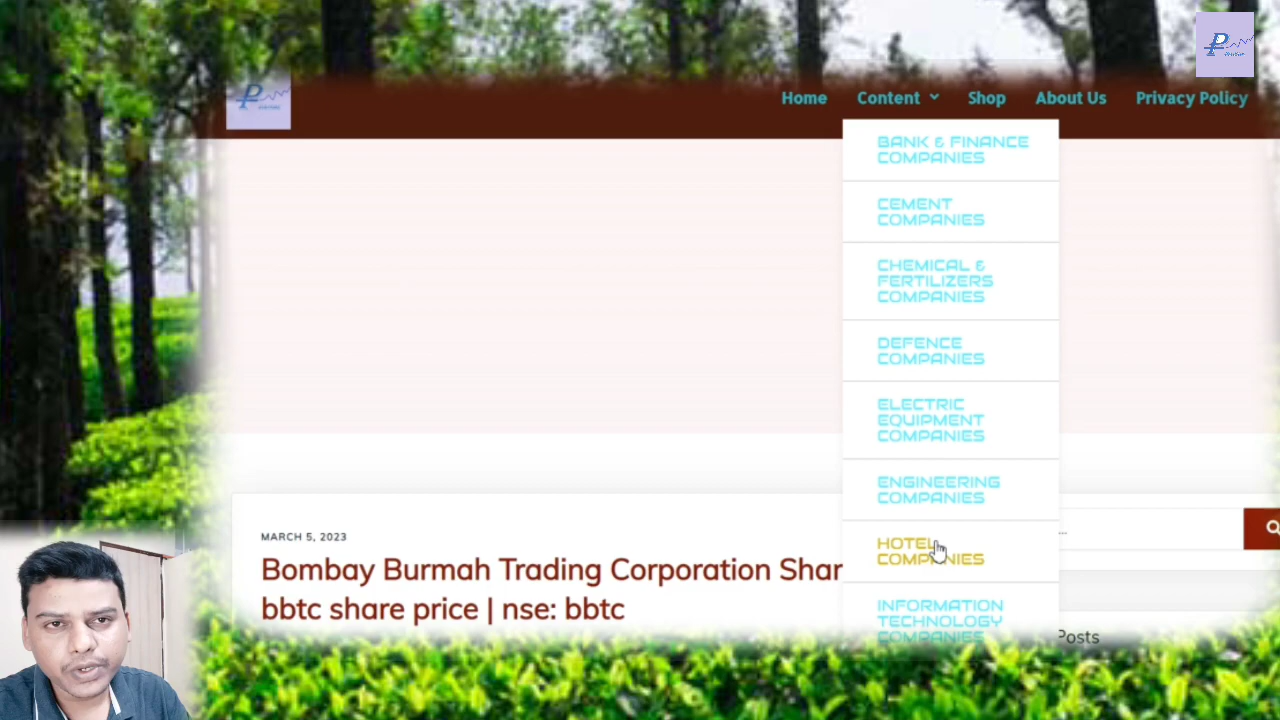 Home Content Shop About Us Privacy Policy
BANK & FINANCE
COMPANIES
CEMENT
COMPANIES
CHEMICAL &
FERTILIZERS
COMPANIES
DEFENCE
COMPANIES
ELECTRIC
EQUIPMENT
COMPANIES
ENGINEERING
COMPANIES
HOTEL
COMPANIES
INFORMATION
TECHNOLOGY
COMPANIES
MARCH 5, 2023
Bombay Burmah Trading Corporation Shar
bbtc share price | nse: bbtc
Posts